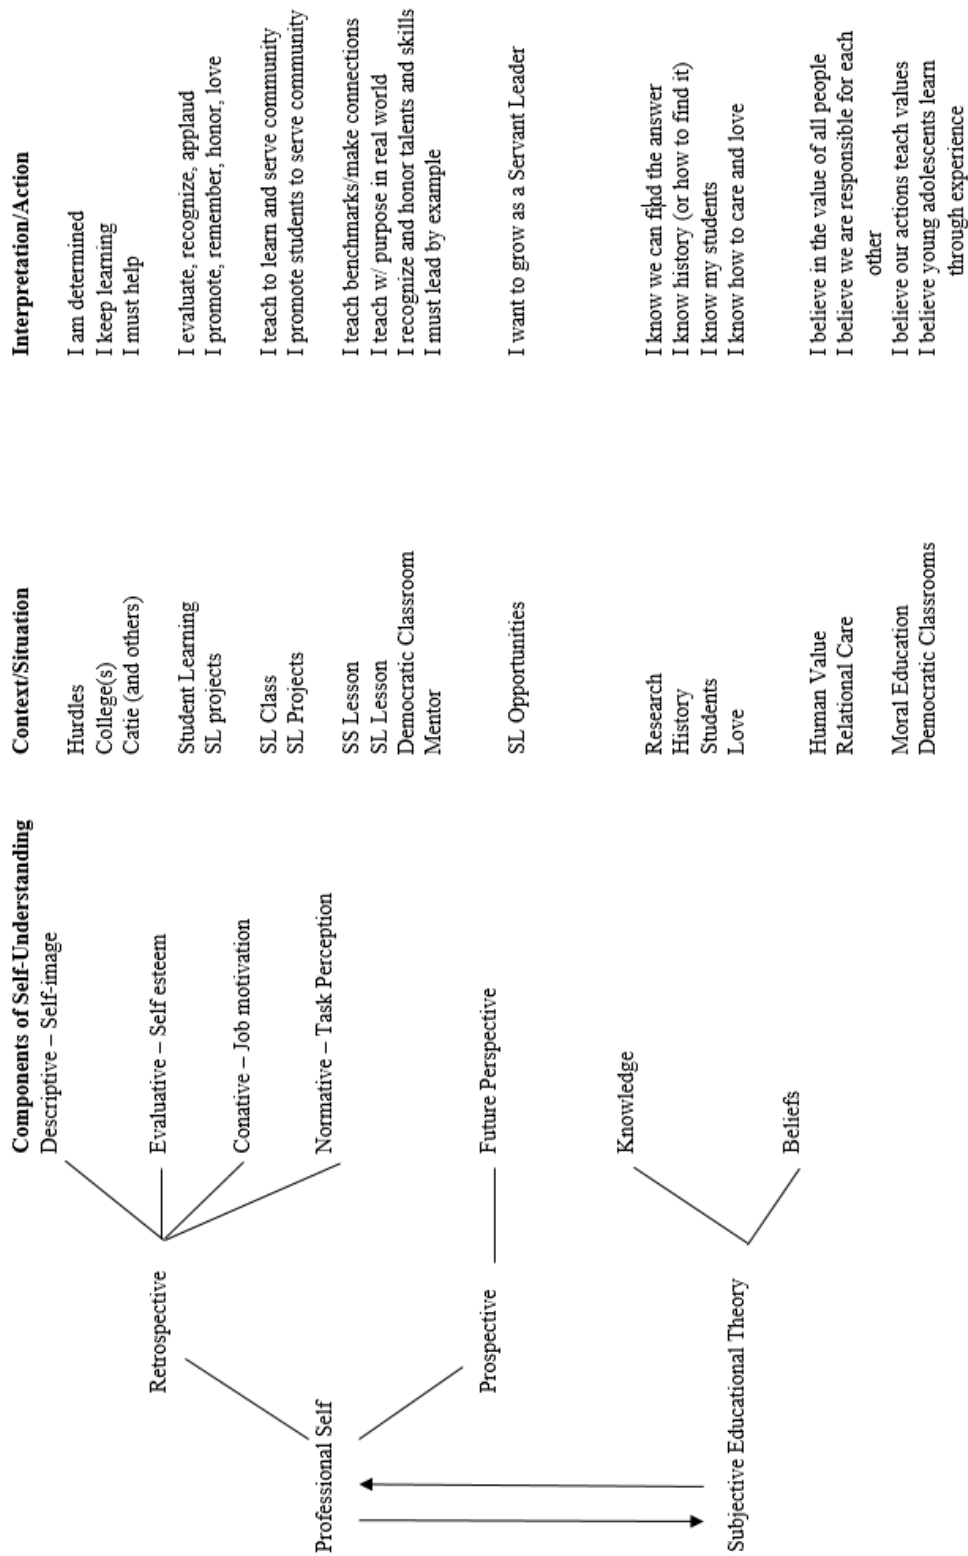 Components of Self-Understanding
Context/Situation
Interpretation/Action
Professional Self
Retrospective
Descriptive – Self-image
Hurdles
I am determined
College(s)
I keep learning
Catie (and others)
I must help
Evaluative – Self esteem
Student Learning
I evaluate, recognize, applaud
SL projects
I promote, remember, honor, love
Conative – Job motivation
SL Class
I teach to learn and serve community
SL Projects
I promote students to serve community
Normative – Task Perception
SS Lesson
I teach benchmarks/make connections
SL Lesson
I teach w/ purpose in real world
Democratic Classroom
I recognize and honor talents and skills
Mentor
I must lead by example
Prospective
Future Perspective
SL Opportunities
I want to grow as a Servant Leader
Subjective Educational Theory
Knowledge
Research
I know we can find the answer
History
I know history (or how to find it)
Students
I know my students
Love
I know how to care and love
Beliefs
Human Value
I believe in the value of all people
Relational Care
I believe we are responsible for each
other
Moral Education
I believe our actions teach values
Democratic Classrooms
I believe young adolescents learn
through experience